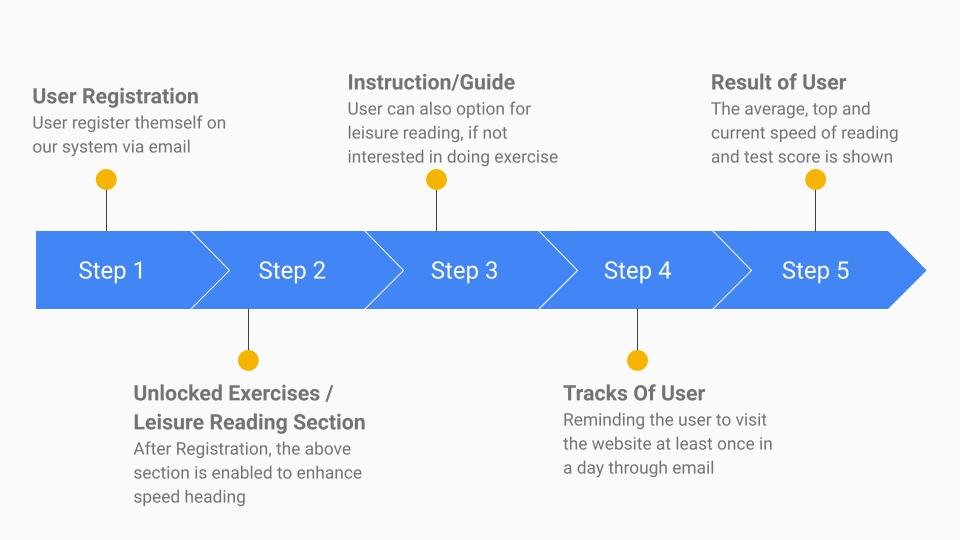 User Registration
User register themself on
our system via email
Instruction/Guide
User can also option for
leisure reading, if not
interested in doing exercise
Result of User
The average, top and
current speed of reading
and test score is shown
Step 1
Step 2
Step 3
Step 4
Step 5
Unlocked Exercises /
Leisure Reading Section
After Registration, the above
section is enabled to enhance
speed heading
Tracks Of User
Reminding the user to visit
the website at least once in
a day through email